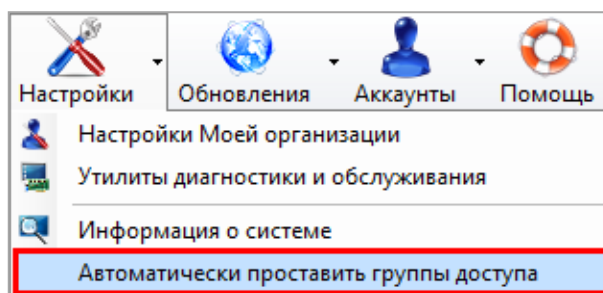 Настройки Обновления Аккаунты Помощь
Настройки Моей организации
Утилиты диагностики и обслуживания
Информация о системе
Автоматически проставить группы доступа